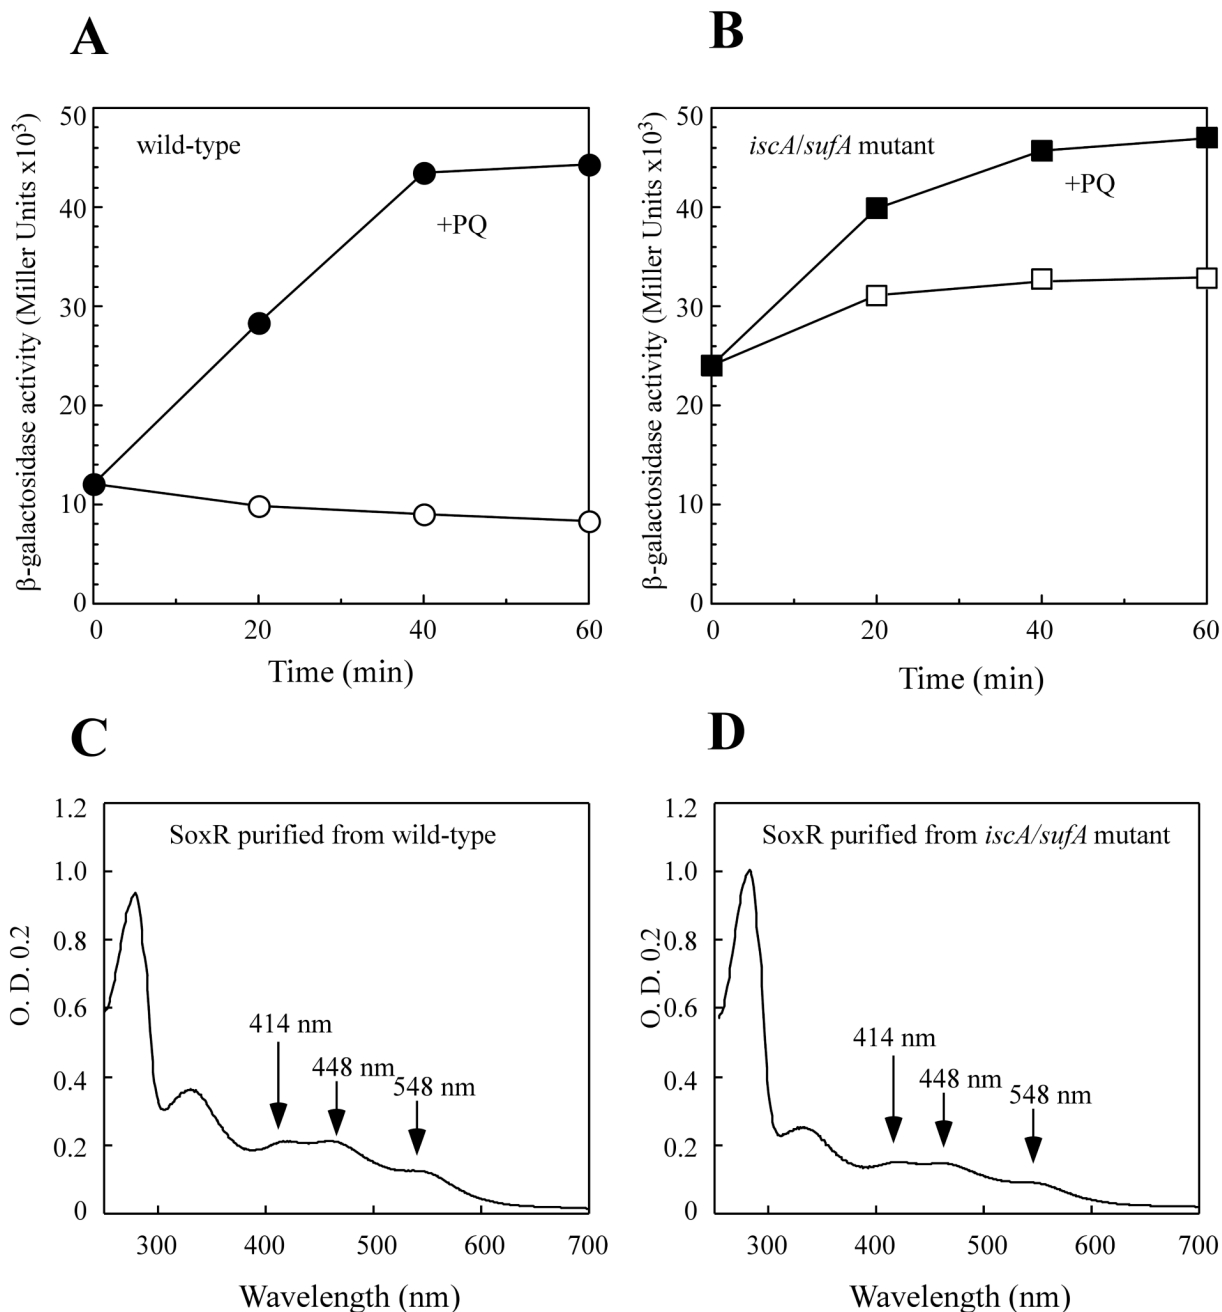 A
B
β-galactosidase activity (Miller Units x10³)
50
40
30
20
10
0
wild-type
+PQ
0
20
40
60
Time (min)
β-galactosidase activity (Miller Units x10³)
50
40
30
20
10
0
iscA/sufA mutant
+PQ
0
20
40
60
Time (min)
C
D
O. D. 0.2
1.2
1.0
0.8
0.6
0.4
0.2
0
SoxR purified from wild-type
414 nm
448 nm
548 nm
300
400
500
600
700
Wavelength (nm)
O. D. 0.2
1.2
1.0
0.8
0.6
0.4
0.2
0
SoxR purified from iscA/sufA mutant
414 nm
448 nm
548 nm
300
400
500
600
700
Wavelength (nm)